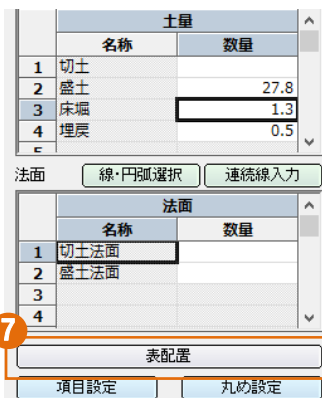 土量
名称 数量
1 切土
2 盛土 27.8
3 床堀 1.3
4 埋戻 0.5
法面 線・円弧選択 連続線入力
法面
名称 数量
1 切土法面
2 盛土法面
3
4
7
表配置
項目設定 丸め設定